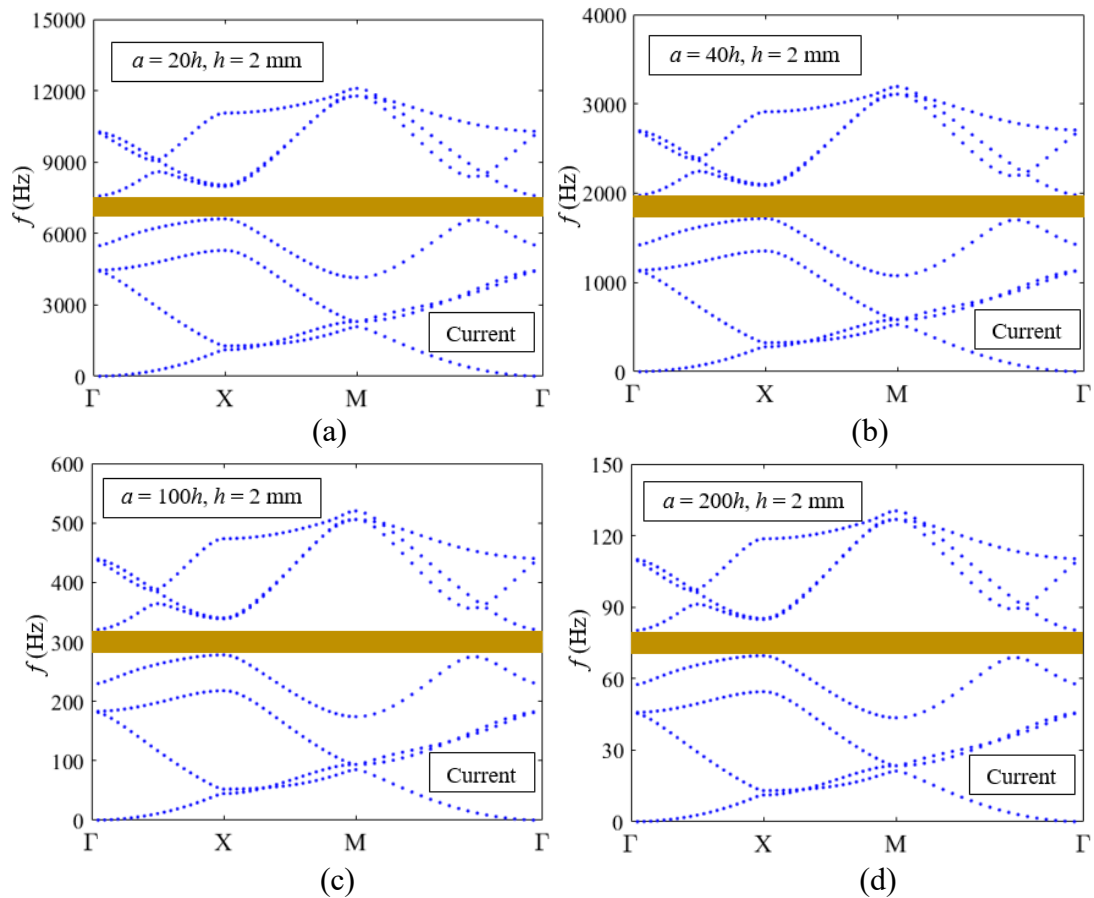 15000
a = 20h, h = 2 mm
12000
9000
f (Hz)
6000
3000
Current
0
Γ X M Γ
(a)
4000
a = 40h, h = 2 mm
3000
f (Hz)
2000
1000
Current
0
Γ X M Γ
(b)
600
a = 100h, h = 2 mm
500
400
f (Hz)
300
200
100
Current
0
Γ X M Γ
(c)
150
a = 200h, h = 2 mm
120
90
f (Hz)
60
30
Current
0
Γ X M Γ
(d)